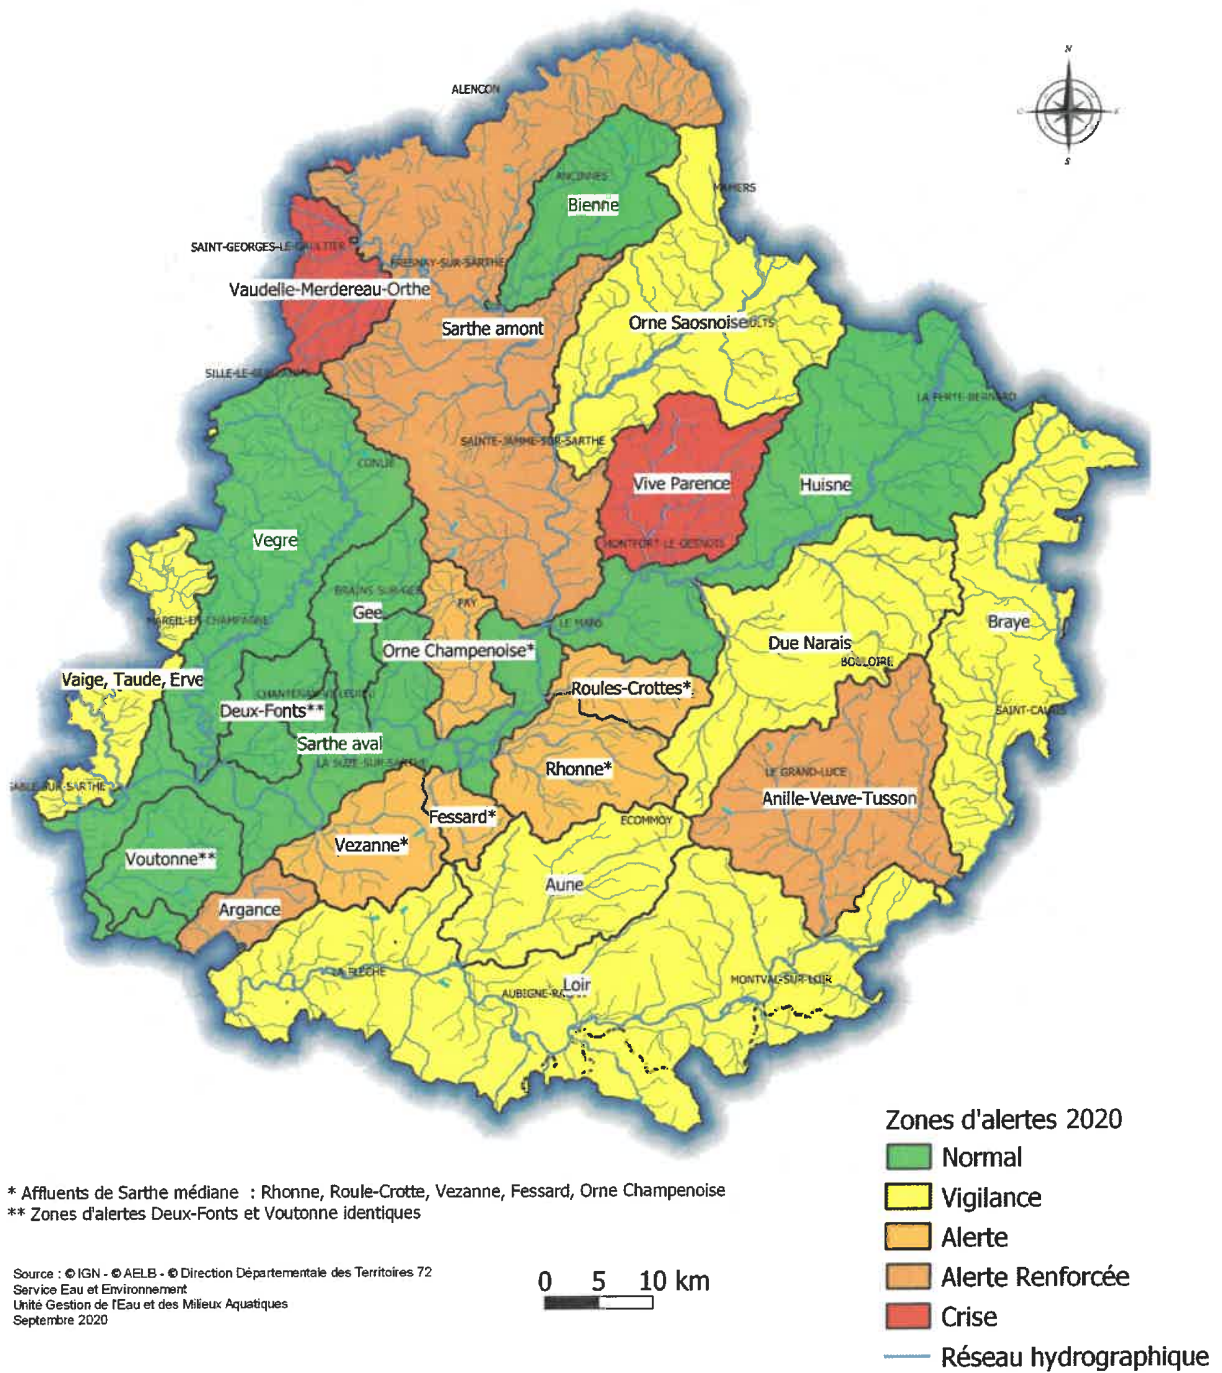 N
ALENCON
ANCINNES
Bienne
MAMERS
SAINT-GEORGES-LE-GAULTIER
FRESNAY-SUR-SARTHE
Vaudelle-Merdereau-Orthe
Sarthe amont
Orne Saosnoise
SILLE-LE-
LA FERTE-BERNARD
SAINTE-JAMME-SUR-SARTHE
CONLIE
Vive Parence
Huisne
Vegre
MONTFORT-LE-GESNOIS
BRAINS SUR GEE
FAY
Gee
MAREIL-EN-CHAMPAGNE
LE MANS
Braye
Orne Champenoise*
Due Narais
BOULOIRE
Vaige, Taude, Erve
Roules-Crottes*
Deux-Fonts**
SAINT-CALAIS
Sarthe aval
LA SUZE-SUR-SARTHE
Rhonne*
LE GRAND-LUCE
SABLE-SUR-SARTHE
Anille-Veuve-Tusson
Fessard*
ECOMMOY
Vezanne*
Voutonne**
Aune
Argance
LA FLECHE
Loir
MONTVAL-SUR-LOIR
S
Zones d'alertes 2020
Normal
Vigilance
Alerte
Alerte Renforcée
Crise
Réseau hydrographique
* Affluents de Sarthe médiane : Rhonne, Roule-Crotte, Vezanne, Fessard, Orne Champenoise
** Zones d'alertes Deux-Fonts et Voutonne identiques
Source : © IGN - © AELB - © Direction Départementale des Territoires 72
Service Eau et Environnement
Unité Gestion de l'Eau et des Milieux Aquatiques
Septembre 2020
0 5 10 km